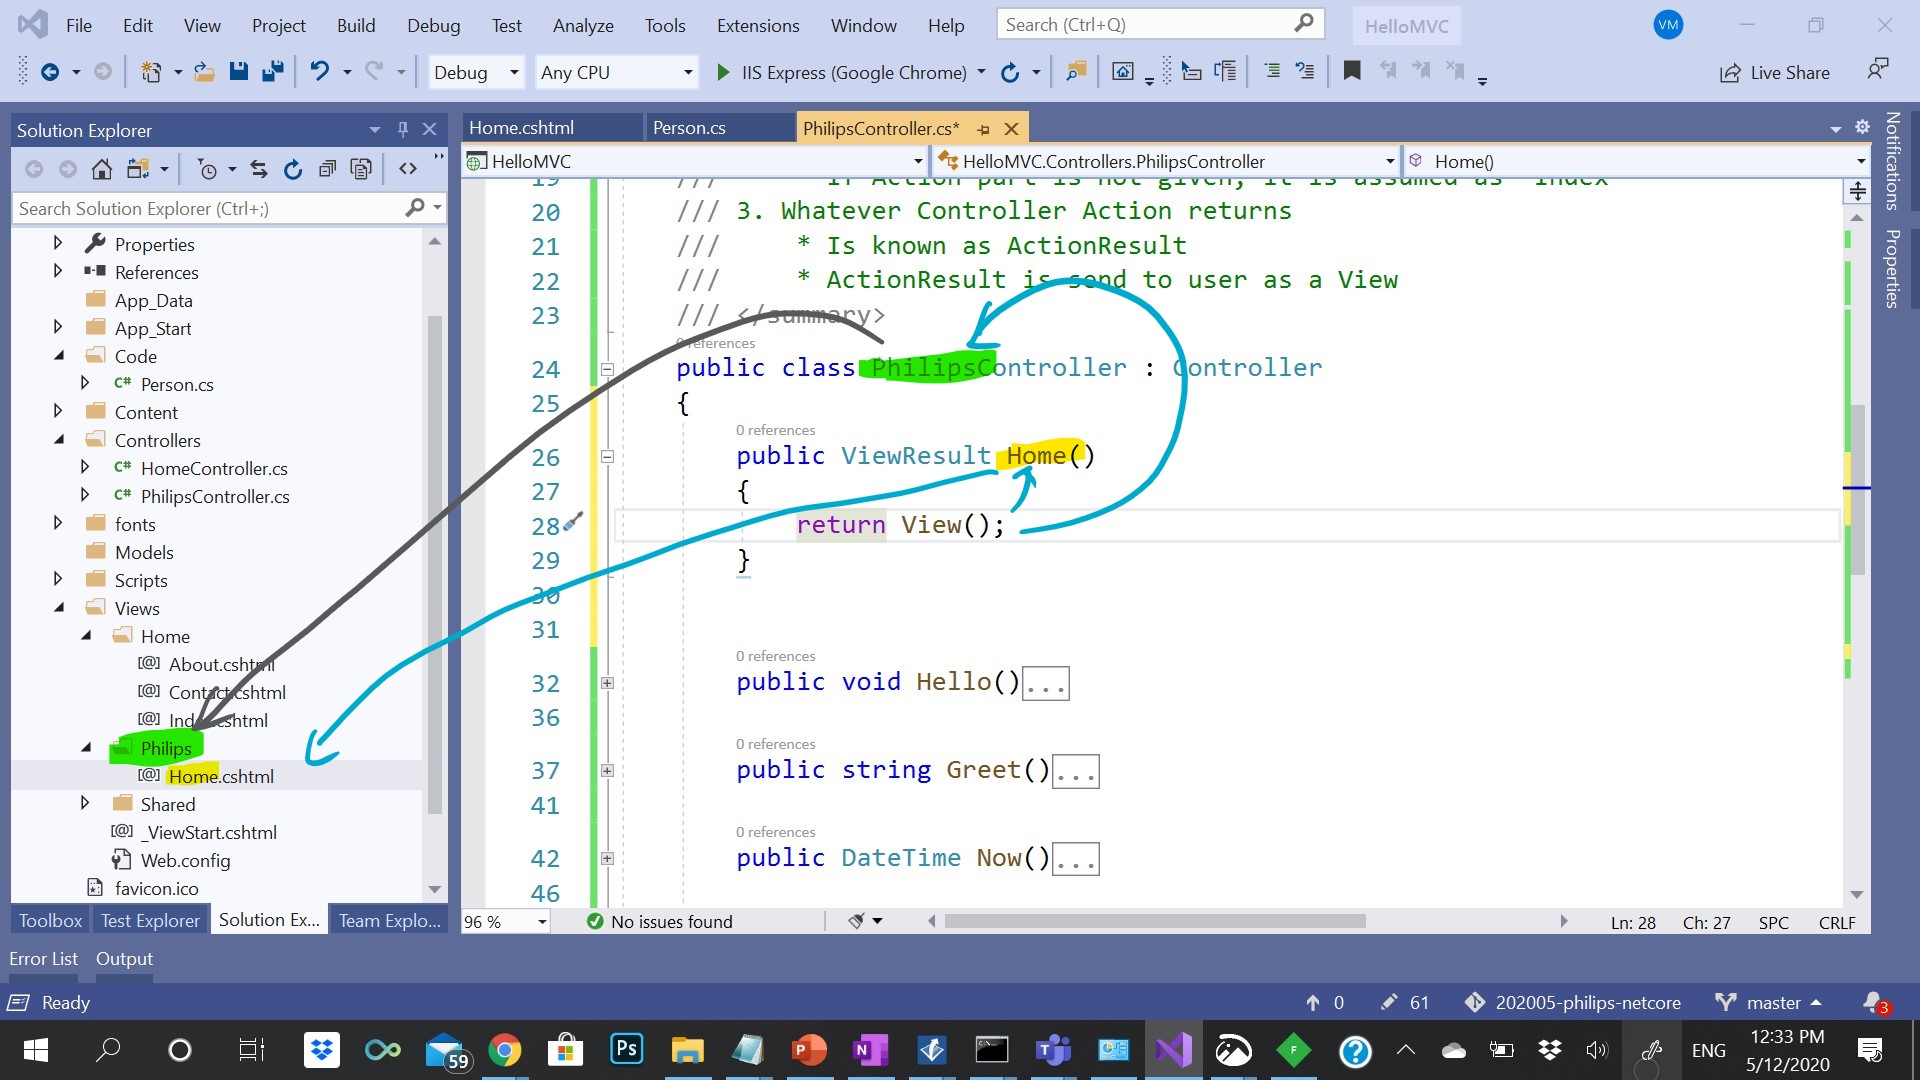 File Edit View Project Build Debug Test Analyze Tools Extensions Window Help Search (Ctrl+Q) HelloMVC VM
Debug Any CPU IIS Express (Google Chrome) Live Share
Solution Explorer
Home.cshtml Person.cs PhilipsController.cs*
HelloMVC HelloMVC.Controllers.PhilipsController Home()
Search Solution Explorer (Ctrl+;)
Properties
References
App_Data
App_Start
Code
C# Person.cs
Content
Controllers
C# HomeController.cs
C# PhilipsController.cs
fonts
Models
Scripts
Views
Home
[@] About.cshtml
[@] Contact.cshtml
[@] Index.cshtml
Philips
[@] Home.cshtml
Shared
[@] _ViewStart.cshtml
Web.config
favicon.ico
Toolbox Test Explorer Solution Ex... Team Explo...
19 /// If Action part is not given, it is assumed as Index
20 /// 3. Whatever Controller Action returns
21 /// * Is known as ActionResult
22 /// * ActionResult is send to user as a View
23 /// </summary>
0 references
24 public class PhilipsController : Controller
25 {
0 references
26 public ViewResult Home()
27 {
28 return View();
29 }
30
31
0 references
32 public void Hello()...
36
0 references
37 public string Greet()...
41
0 references
42 public DateTime Now()...
46
96 % No issues found Ln: 28 Ch: 27 SPC CRLF
Notifications
Properties
Error List Output
Ready 0 61 202005-philips-netcore master 3
59 Ps P N F ? ENG 12:33 PM
5/12/2020